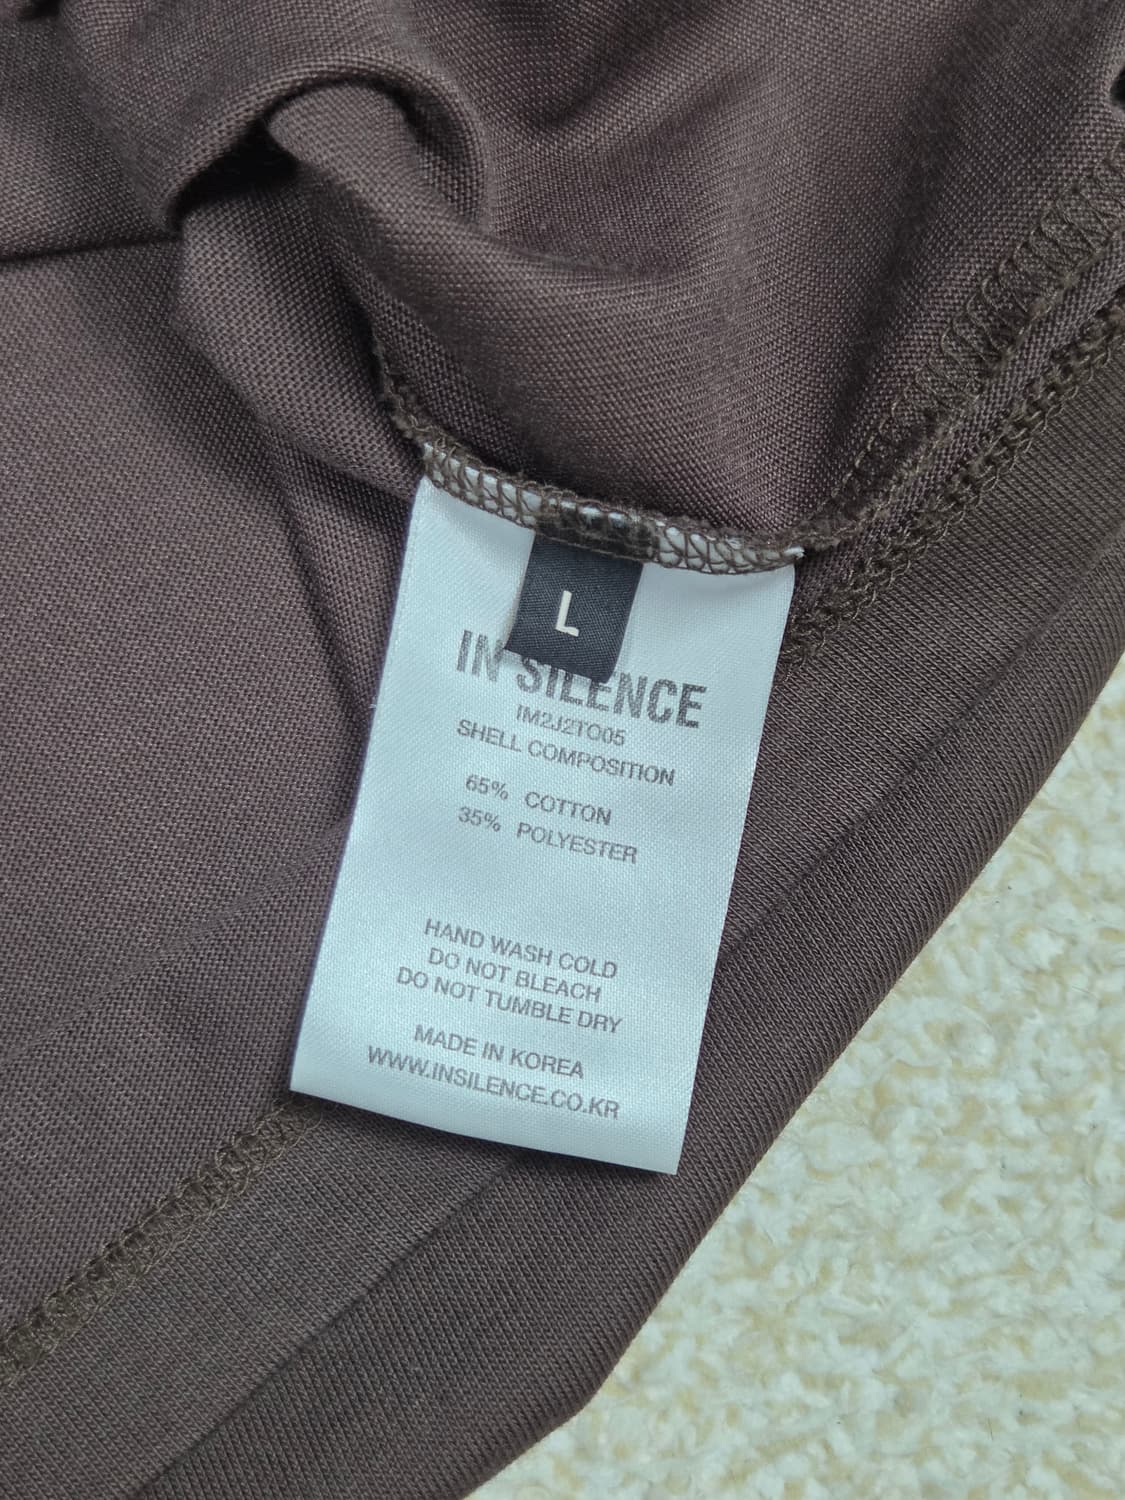 L
IN SILENCE
IM2J2TO05
SHELL COMPOSITION
65% COTTON
35% POLYESTER
HAND WASH COLD
DO NOT BLEACH
DO NOT TUMBLE DRY
MADE IN KOREA
WWW.INSILENCE.CO.KR